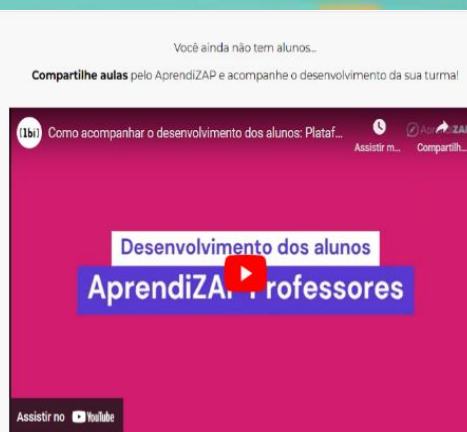 Você ainda não tem alunos...
Compartilhe aulas pelo AprendiZAP e acompanhe o desenvolvimento da sua turma!
(1bi) Como acompanhar o desenvolvimento dos alunos: Plataf...
Assistir m... Compartilh...
Desenvolvimento dos alunos
AprendiZAP Professores
Assistir no YouTube